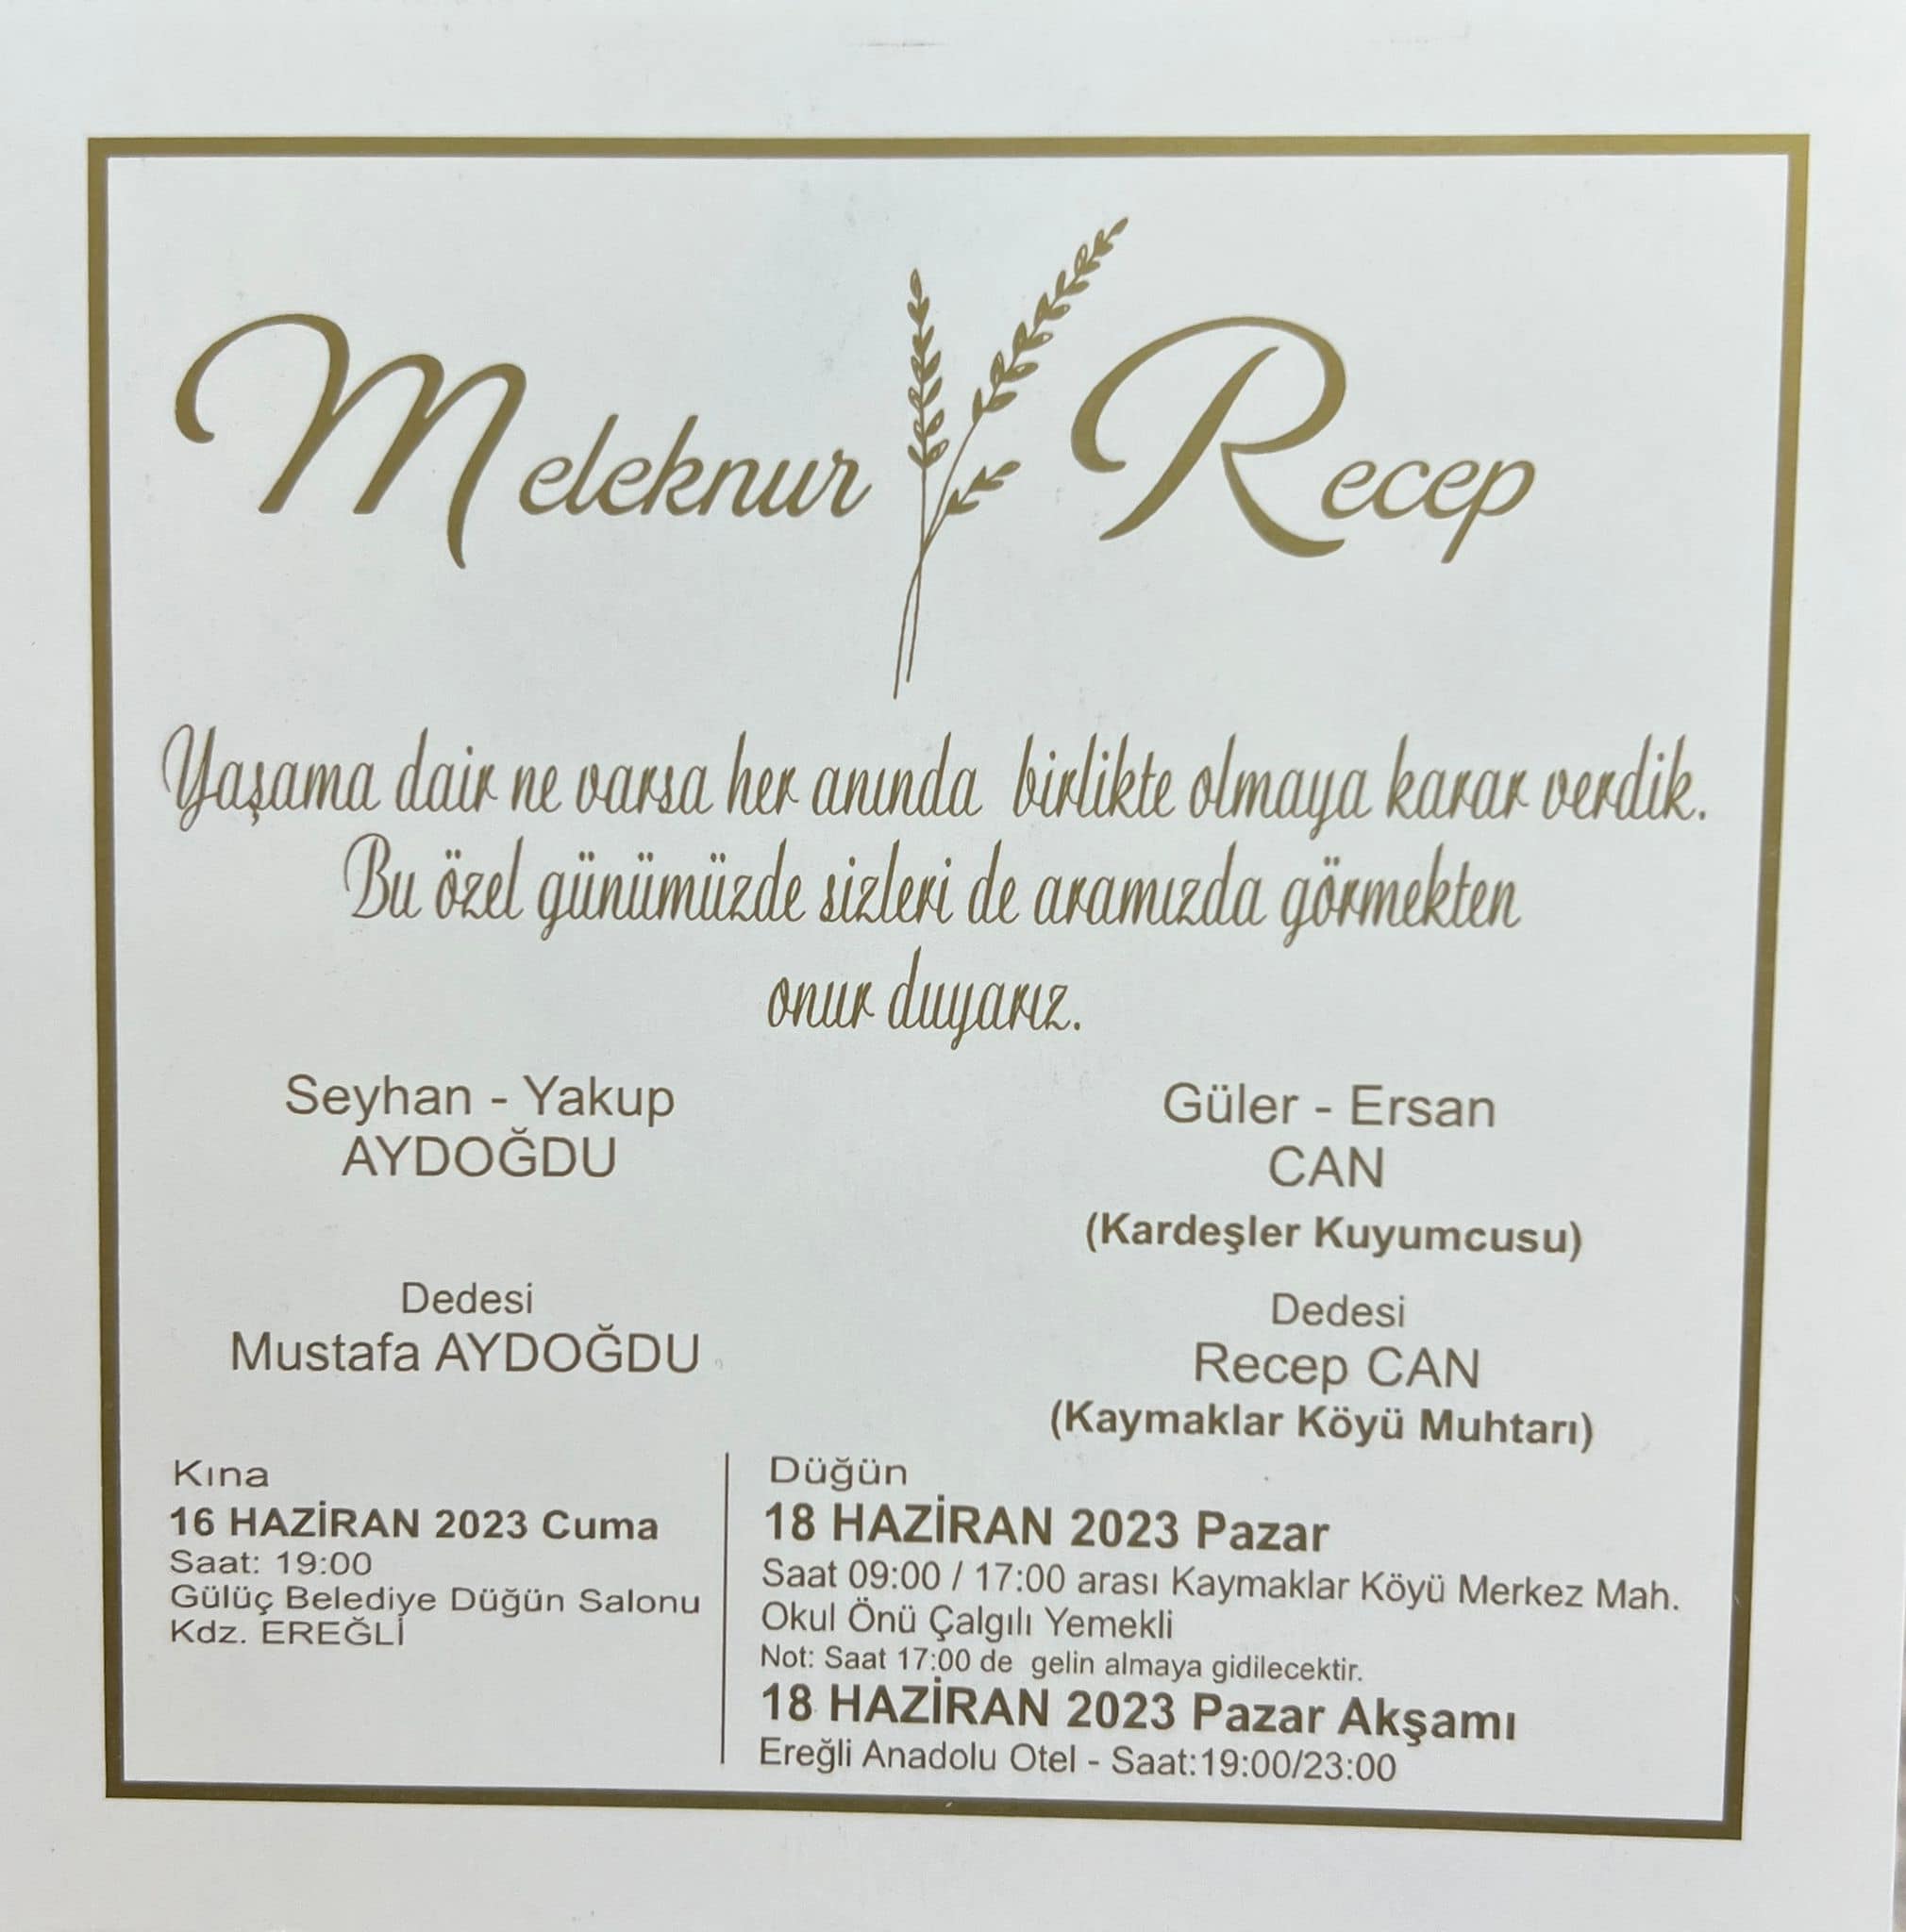 Meleknur Recep
Yaşama dair ne varsa her anında birlikte olmaya karar verdik.
Bu özel günümüzde sizleri de aramızda görmekten
onur duyarız.
Seyhan - Yakup
AYDOĞDU
Güler - Ersan
CAN
(Kardeşler Kuyumcusu)
Dedesi
Mustafa AYDOĞDU
Dedesi
Recep CAN
(Kaymaklar Köyü Muhtarı)
Kına
16 HAZİRAN 2023 Cuma
Saat: 19:00
Gülüç Belediye Düğün Salonu
Kdz. EREĞLİ
Düğün
18 HAZİRAN 2023 Pazar
Saat 09:00 / 17:00 arası Kaymaklar Köyü Merkez Mah.
Okul Önü Çalgılı Yemekli
Not: Saat 17:00 de gelin almaya gidilecektir.
18 HAZİRAN 2023 Pazar Akşamı
Ereğli Anadolu Otel - Saat:19:00/23:00